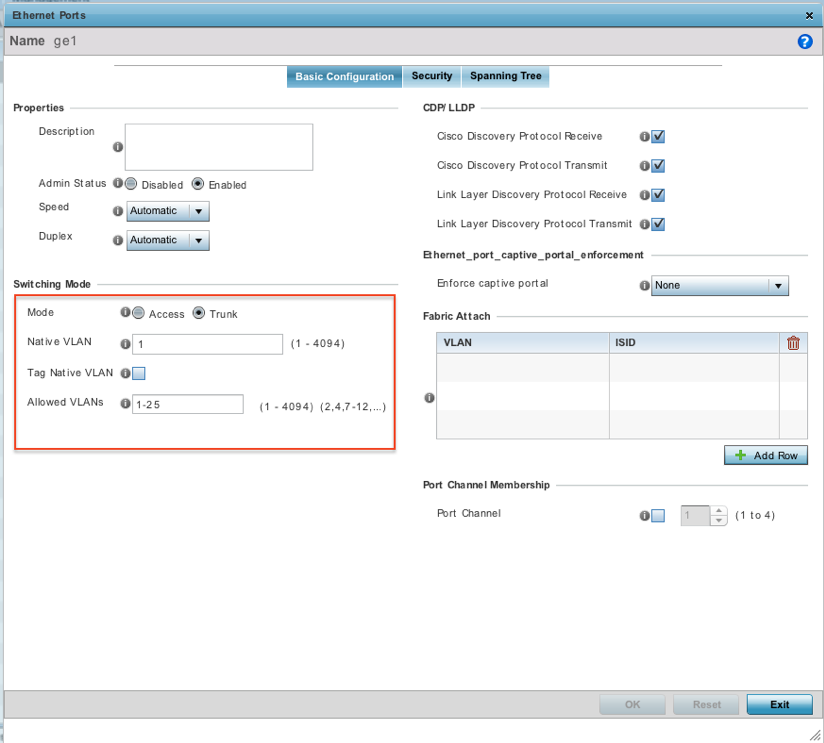 Ethernet Ports
Name ge1
Basic Configuration Security Spanning Tree
Properties
Description
Admin Status Disabled Enabled
Speed Automatic
Duplex Automatic
Switching Mode
Mode Access Trunk
Native VLAN 1 (1 - 4094)
Tag Native VLAN
Allowed VLANs 1-25 (1 - 4094) (2,4,7-12,...)
CDP/ LLDP
Cisco Discovery Protocol Receive
Cisco Discovery Protocol Transmit
Link Layer Discovery Protocol Receive
Link Layer Discovery Protocol Transmit
Ethernet_port_captive_portal_enforcement
Enforce captive portal None
Fabric Attach
VLAN ISID
Add Row
Port Channel Membership
Port Channel 1 (1 to 4)
OK Reset Exit